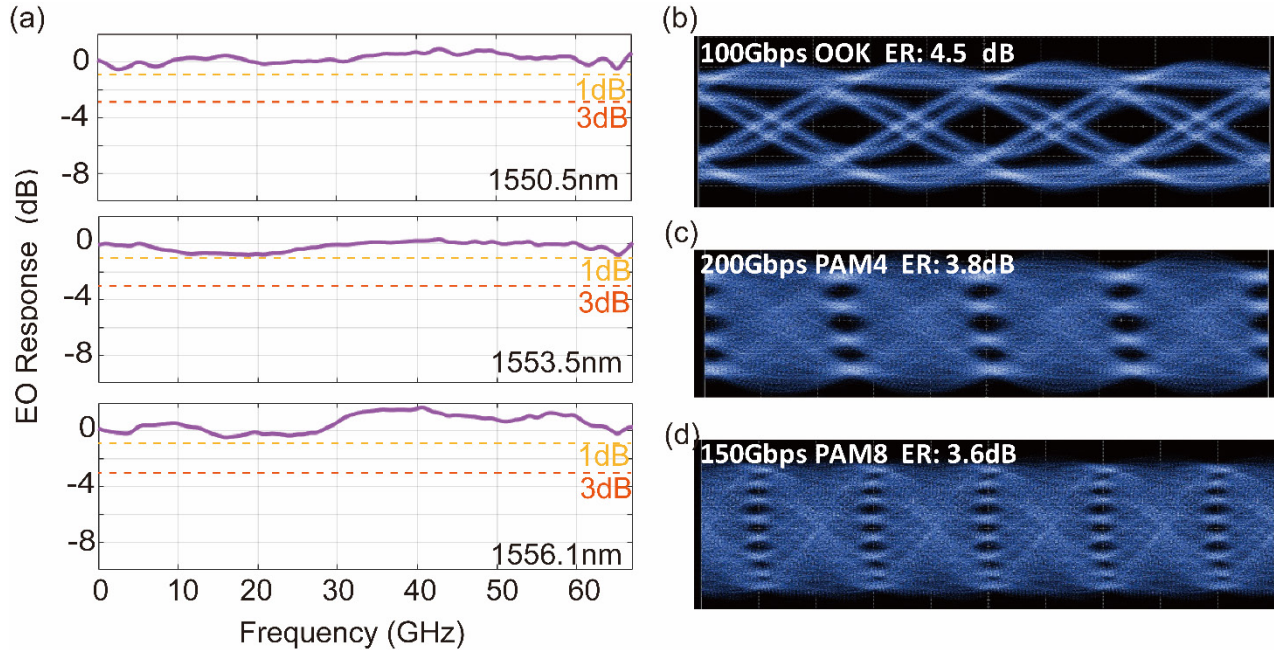 (a)
EO Response (dB)
0
-4
-8
1dB
3dB
1550.5nm
0
-4
-8
1dB
3dB
1553.5nm
0
-4
-8
1dB
3dB
1556.1nm
0 10 20 30 40 50 60
Frequency (GHz)
(b)
100Gbps OOK ER: 4.5 dB
(c)
200Gbps PAM4 ER: 3.8dB
(d)
150Gbps PAM8 ER: 3.6dB